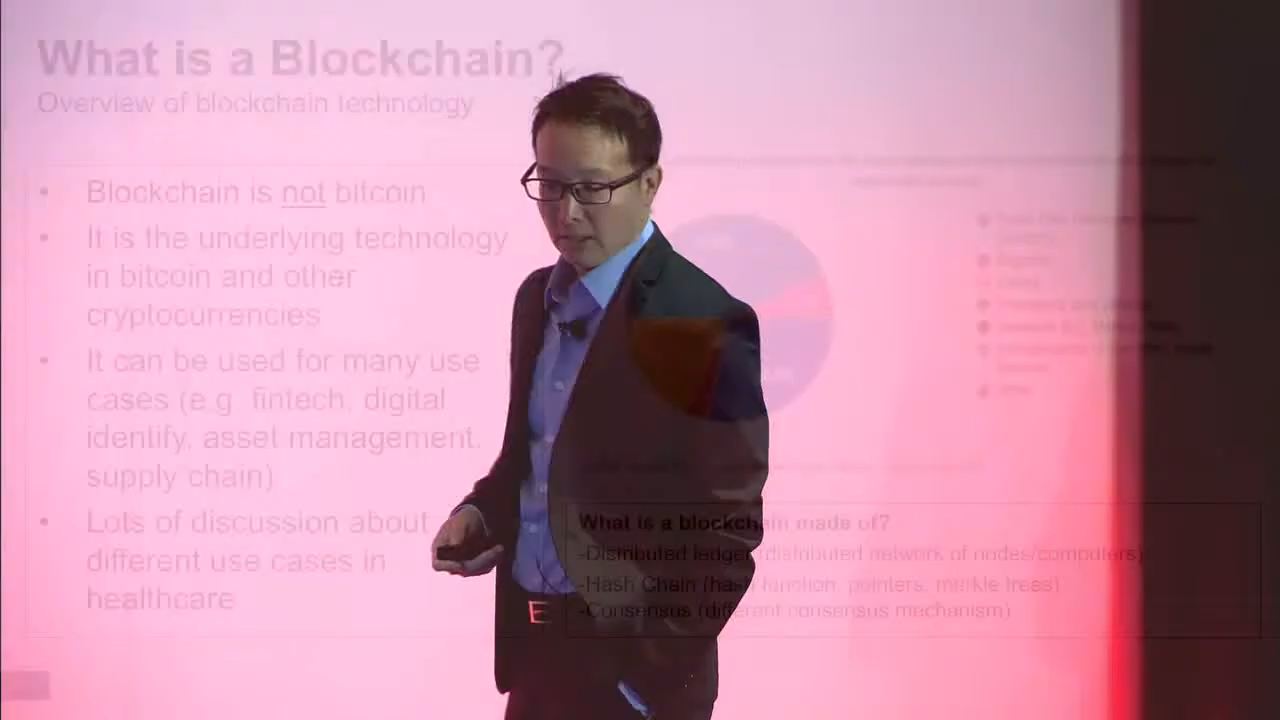 What is a Blockchain?
Overview of blockchain technology
• Blockchain is not bitcoin
• It is the underlying technology
in bitcoin and other
cryptocurrencies
• It can be used for many use
cases (e.g. fintech, digital
identify, asset management,
supply chain)
• Lots of discussion about
different use cases in
healthcare
What is a blockchain made of?
-Distributed ledger (distributed network of nodes/computers)
-Hash Chain (hash function, pointers, merkle trees)
-Consensus (different consensus mechanism)